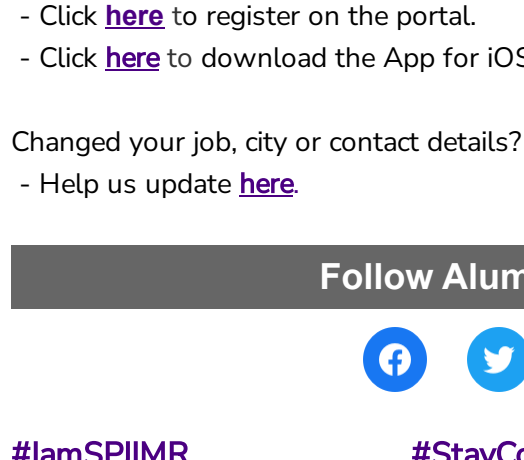 - Click here to register on the portal.
- Click here to download the App for iOS
Changed your job, city or contact details?
- Help us update here.
Follow Alum
#IamSPJIMR #StayCo